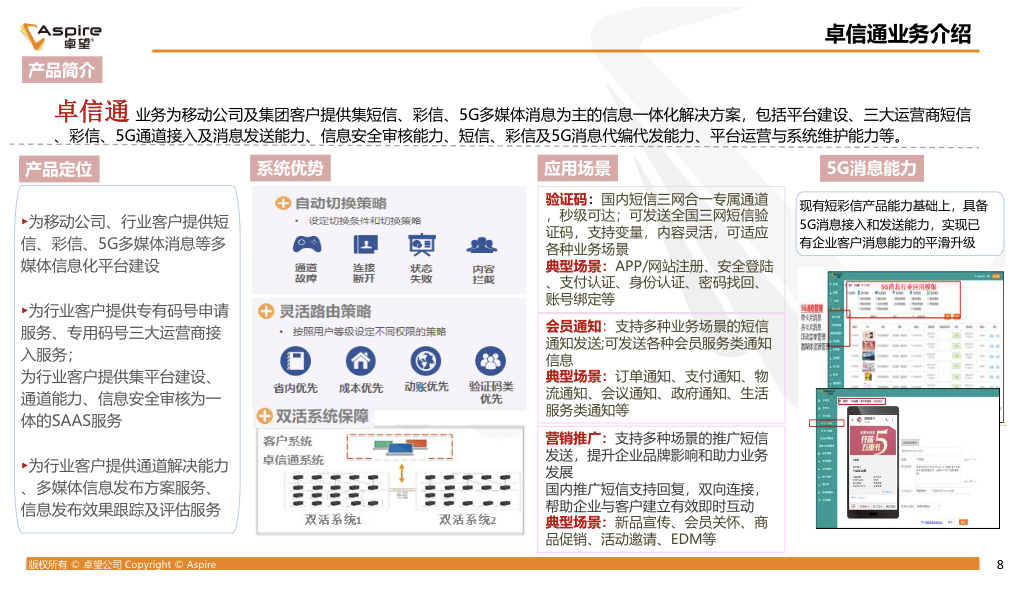 Aspire
卓望
卓信通业务介绍
产品简介
卓信通 业务为移动公司及集团客户提供集短信、彩信、5G多媒体消息为主的信息一体化解决方案，包括平台建设、三大运营商短信
、彩信、5G通道接入及消息发送能力、信息安全审核能力、短信、彩信及5G消息代编代发能力、平台运营与系统维护能力等。
产品定位
▸为移动公司、行业客户提供短
信、彩信、5G多媒体消息等多
媒体信息化平台建设
▸为行业客户提供专有码号申请
服务、专用码号三大运营商接
入服务；
为行业客户提供集平台建设、
通道能力、信息安全审核为一
体的SAAS服务
▸为行业客户提供通道解决能力
、多媒体信息发布方案服务、
信息发布效果跟踪及评估服务
系统优势
自动切换策略
• 设定切换条件和切换策略
通道
故障
连接
断开
状态
失败
内容
拦截
灵活路由策略
• 按照用户等级设定不同权限的策略
省内优先
成本优先
动账优先
验证码类
优先
双活系统保障
客户系统
卓信通系统
双活系统1
双活系统2
应用场景
验证码：国内短信三网合一专属通道
，秒级可达；可发送全国三网短信验
证码，支持变量，内容灵活，可适应
各种业务场景
典型场景：APP/网站注册、安全登陆
、支付认证、身份认证、密码找回、
账号绑定等
会员通知：支持多种业务场景的短信
通知发送;可发送各种会员服务类通知
信息
典型场景：订单通知、支付通知、物
流通知、会议通知、政府通知、生活
服务类通知等
营销推广：支持多种场景的推广短信
发送，提升企业品牌影响和助力业务
发展
国内推广短信支持回复，双向连接，
帮助企业与客户建立有效即时互动
典型场景：新品宣传、会员关怀、商
品促销、活动邀请、EDM等
5G消息能力
现有短彩信产品能力基础上，具备
5G消息接入和发送能力，实现已
有企业客户消息能力的平滑升级
5G消息行业应用模版
5G消息管理
单卡片消息
多卡片消息
浮动菜单管理
富媒体资源管理
版权所有 © 卓望公司 Copyright © Aspire
8